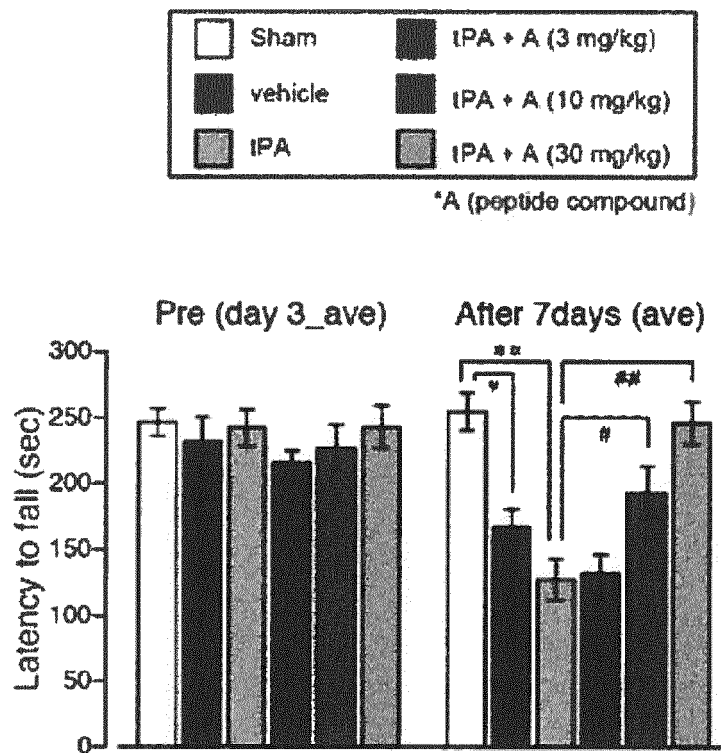 Sham
vehicle
tPA
tPA + A (3 mg/kg)
tPA + A (10 mg/kg)
tPA + A (30 mg/kg)
*A (peptide compound)
Pre (day 3_ave)
After 7days (ave)
Latency to fall (sec)
300
250
200
150
100
50
0
**
*
##
#